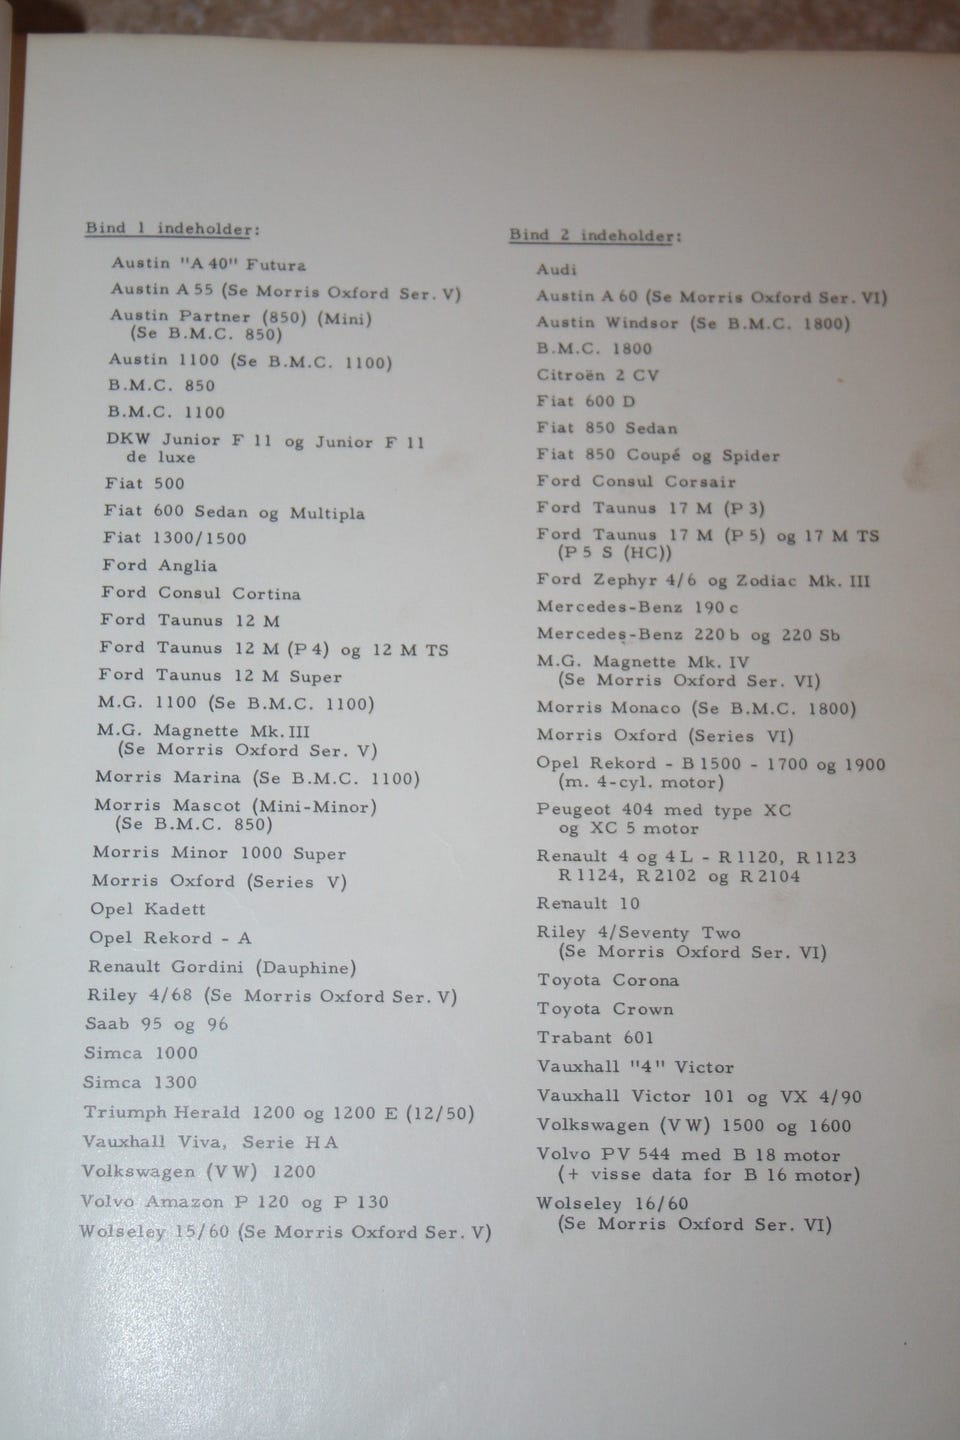 Bind 1 indeholder:
Austin "A 40" Futura
Austin A 55 (Se Morris Oxford Ser. V)
Austin Partner (850) (Mini)
(Se B.M.C. 850)
Austin 1100 (Se B.M.C. 1100)
B.M.C. 850
B.M.C. 1100
DKW Junior F 11 og Junior F 11
de luxe
Fiat 500
Fiat 600 Sedan og Multipla
Fiat 1300/1500
Ford Anglia
Ford Consul Cortina
Ford Taunus 12 M
Ford Taunus 12 M (P 4) og 12 M TS
Ford Taunus 12 M Super
M.G. 1100 (Se B.M.C. 1100)
M.G. Magnette Mk. III
(Se Morris Oxford Ser. V)
Morris Marina (Se B.M.C. 1100)
Morris Mascot (Mini-Minor)
(Se B.M.C. 850)
Morris Minor 1000 Super
Morris Oxford (Series V)
Opel Kadett
Opel Rekord - A
Renault Gordini (Dauphine)
Riley 4/68 (Se Morris Oxford Ser. V)
Saab 95 og 96
Simca 1000
Simca 1300
Triumph Herald 1200 og 1200 E (12/50)
Vauxhall Viva, Serie HA
Volkswagen (VW) 1200
Volvo Amazon P 120 og P 130
Wolseley 15/60 (Se Morris Oxford Ser. V)
Bind 2 indeholder:
Audi
Austin A 60 (Se Morris Oxford Ser. VI)
Austin Windsor (Se B.M.C. 1800)
B.M.C. 1800
Citroën 2 CV
Fiat 600 D
Fiat 850 Sedan
Fiat 850 Coupé og Spider
Ford Consul Corsair
Ford Taunus 17 M (P 3)
Ford Taunus 17 M (P 5) og 17 M TS
(P 5 S (HC))
Ford Zephyr 4/6 og Zodiac Mk. III
Mercedes-Benz 190 c
Mercedes-Benz 220 b og 220 Sb
M.G. Magnette Mk. IV
(Se Morris Oxford Ser. VI)
Morris Monaco (Se B.M.C. 1800)
Morris Oxford (Series VI)
Opel Rekord - B 1500 - 1700 og 1900
(m. 4-cyl. motor)
Peugeot 404 med type XC
og XC 5 motor
Renault 4 og 4 L - R 1120, R 1123
R 1124, R 2102 og R 2104
Renault 10
Riley 4/Seventy Two
(Se Morris Oxford Ser. VI)
Toyota Corona
Toyota Crown
Trabant 601
Vauxhall "4" Victor
Vauxhall Victor 101 og VX 4/90
Volkswagen (VW) 1500 og 1600
Volvo PV 544 med B 18 motor
(+ visse data for B 16 motor)
Wolseley 16/60
(Se Morris Oxford Ser. VI)